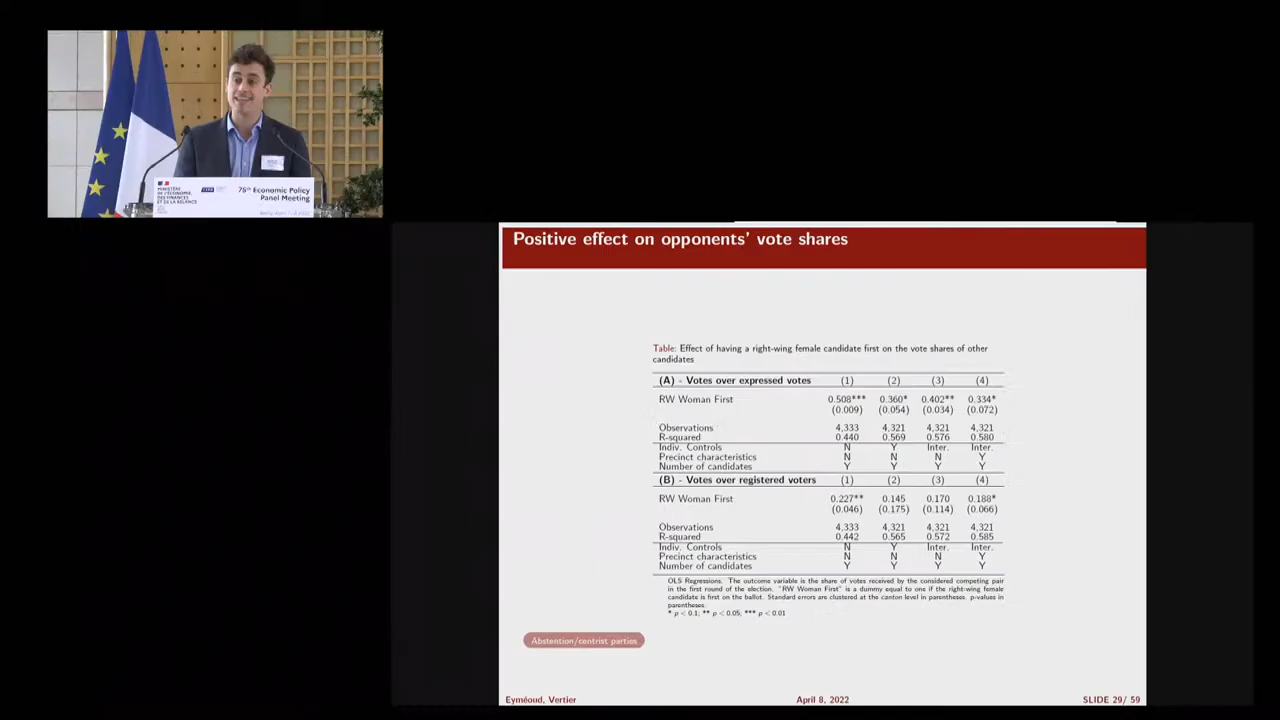 MINISTÈRE
DE L'ÉCONOMIE,
DES FINANCES
ET DE LA RELANCE
75th Economic Policy
Panel Meeting
Positive effect on opponents' vote shares
Table: Effect of having a right-wing female candidate first on the vote shares of other
candidates
(A) - Votes over expressed votes (1) (2) (3) (4)
RW Woman First 0.508*** 0.360* 0.402** 0.334*
(0.009) (0.054) (0.034) (0.072)
Observations 4,333 4,321 4,321 4,321
R-squared 0.440 0.569 0.576 0.580
Indiv. Controls N Y Inter. Inter.
Precinct characteristics N N N Y
Number of candidates Y Y Y Y
(B) - Votes over registered voters (1) (2) (3) (4)
RW Woman First 0.227** 0.145 0.170 0.188*
(0.046) (0.175) (0.114) (0.066)
Observations 4,333 4,321 4,321 4,321
R-squared 0.442 0.565 0.572 0.585
Indiv. Controls N Y Inter. Inter.
Precinct characteristics N N N Y
Number of candidates Y Y Y Y
OLS Regressions. The outcome variable is the share of votes received by the considered competing pair
in the first round of the election. "RW Woman First" is a dummy equal to one if the right-wing female
candidate is first on the ballot. Standard errors are clustered at the canton level in parentheses. p-values in
parentheses.
* p < 0.1; ** p < 0.05, *** p < 0.01
Abstention/centrist parties
Eyméoud, Vertier April 8, 2022 SLIDE 29/ 59